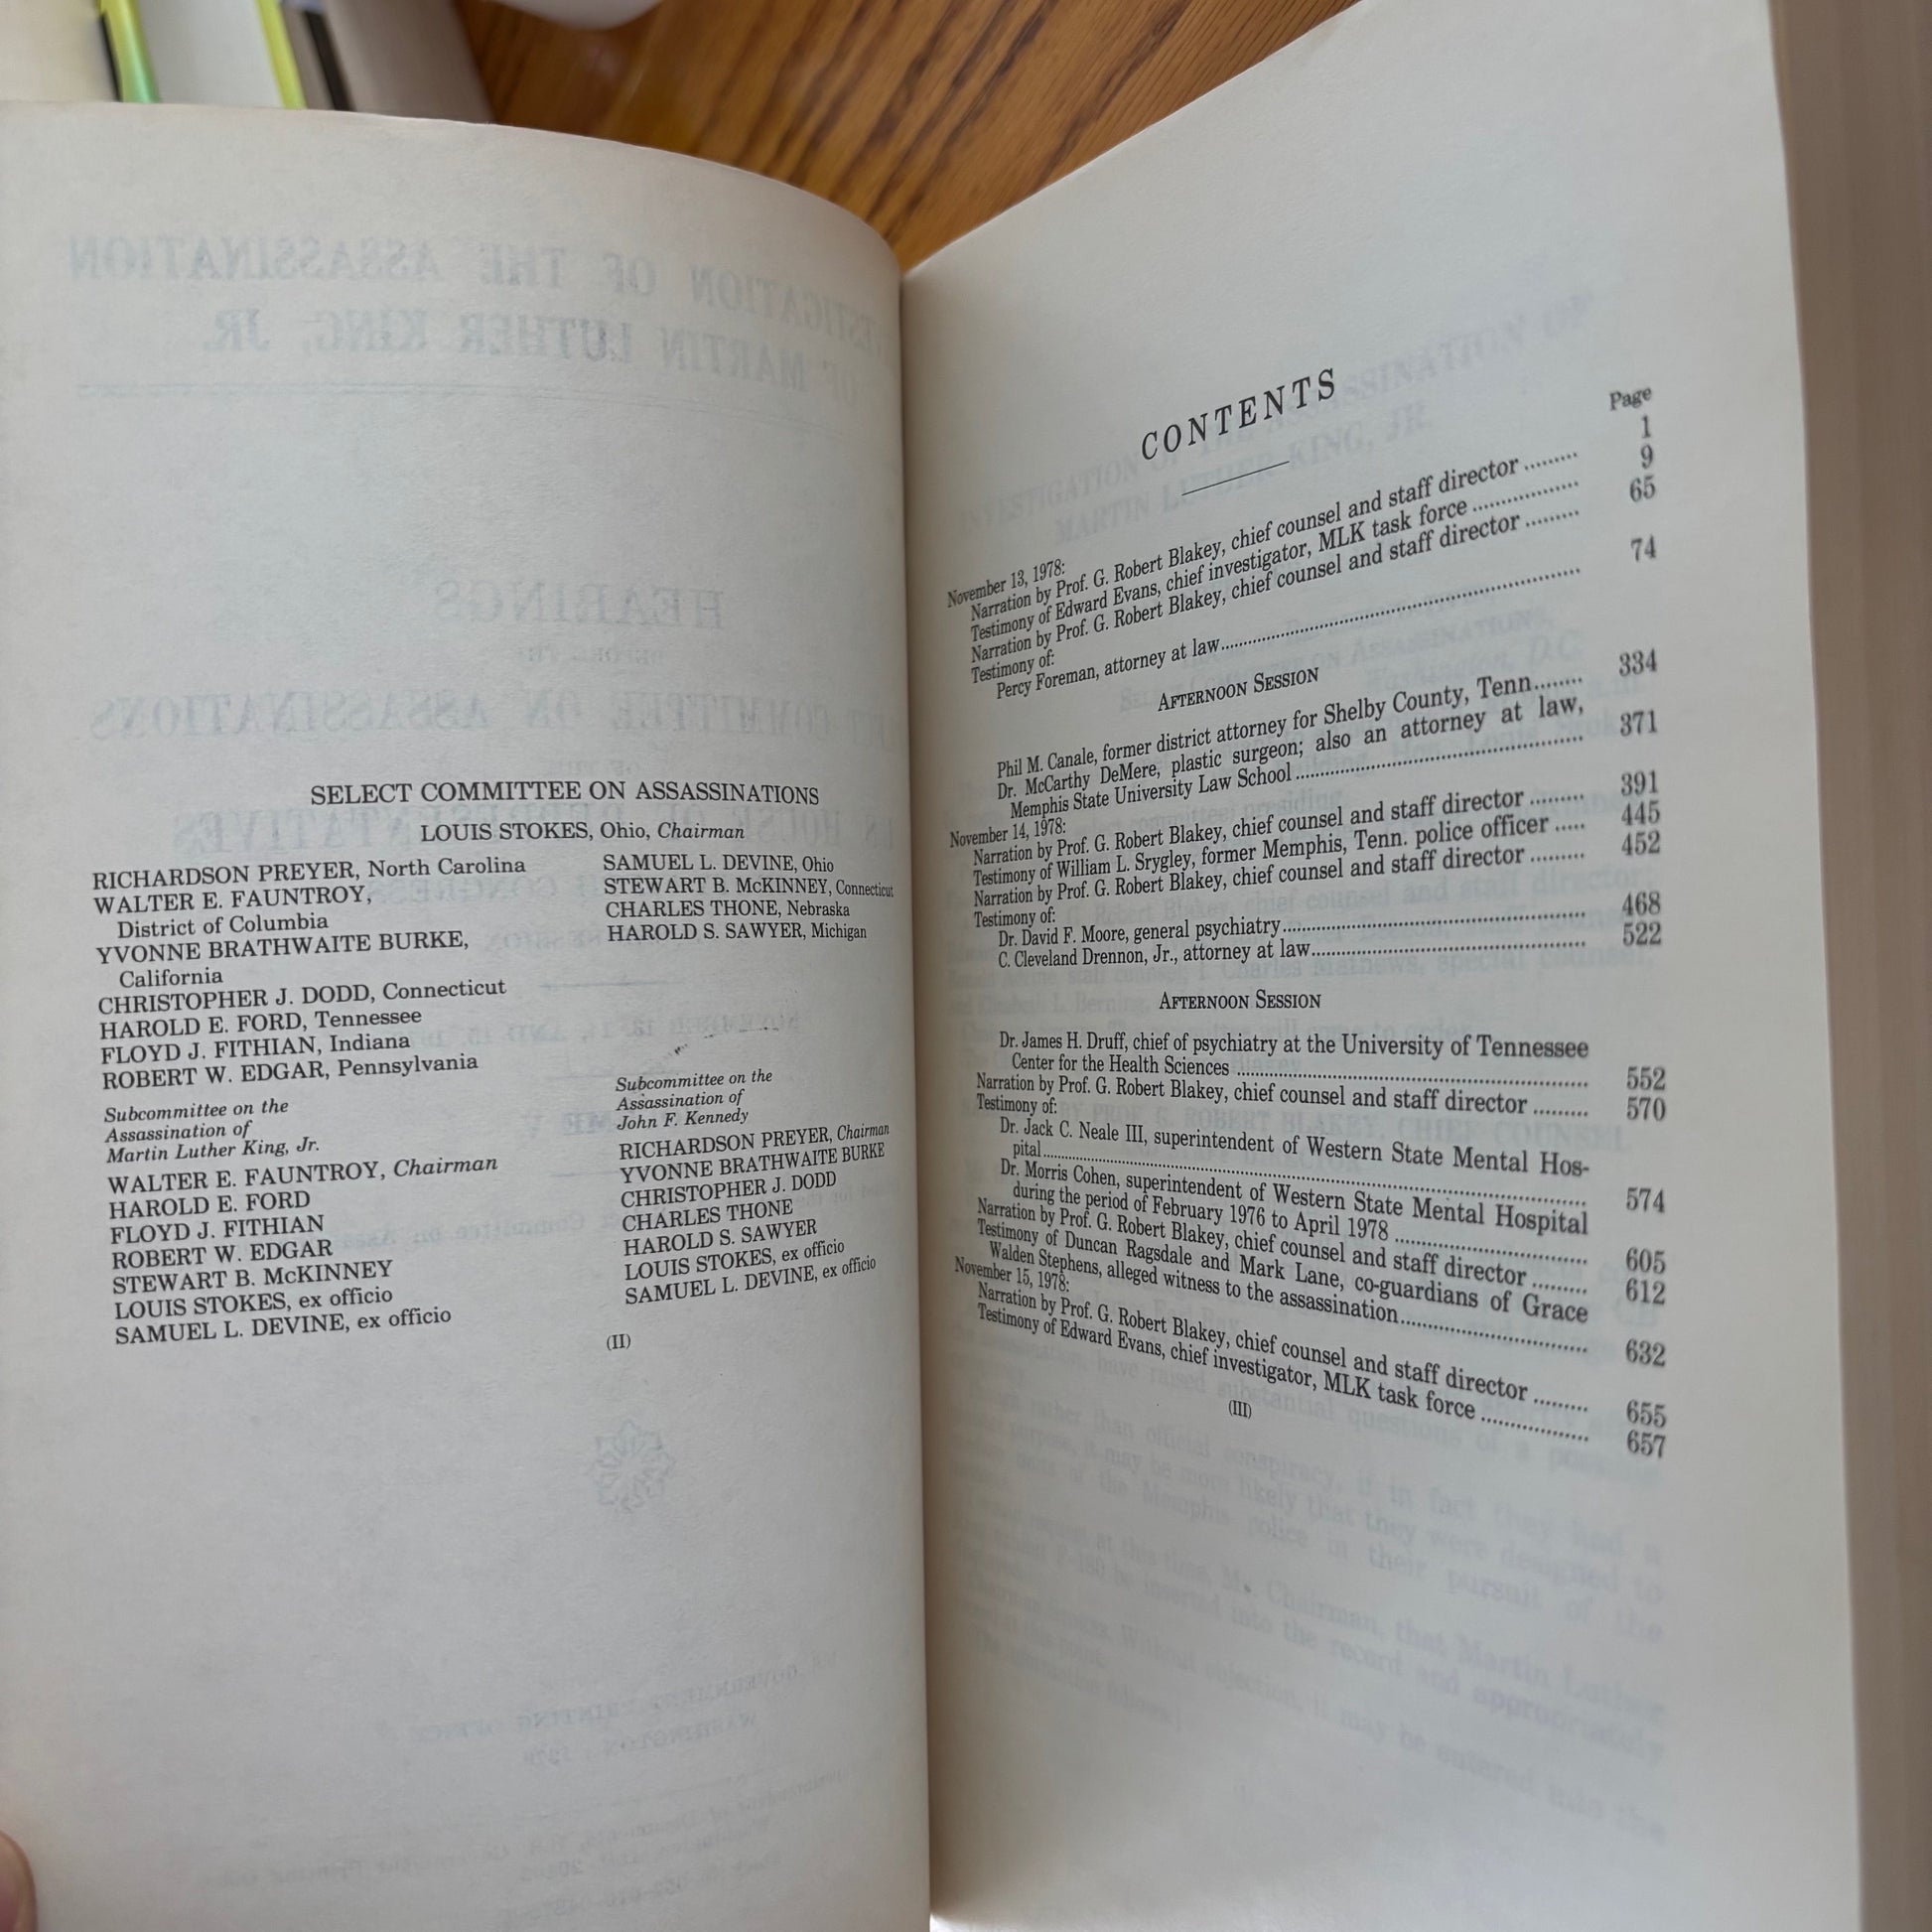 SELECT COMMITTEE ON ASSASSINATIONS
LOUIS STOKES, Ohio, Chairman
RICHARDSON PREYER, North Carolina
WALTER E. FAUNTROY,
District of Columbia
YVONNE BRATHWAITE BURKE,
California
CHRISTOPHER J. DODD, Connecticut
HAROLD E. FORD, Tennessee
FLOYD J. FITHIAN, Indiana
ROBERT W. EDGAR, Pennsylvania
SAMUEL L. DEVINE, Ohio
STEWART B. McKINNEY, Connecticut
CHARLES THONE, Nebraska
HAROLD S. SAWYER, Michigan
Subcommittee on the
Assassination of
Martin Luther King, Jr.
WALTER E. FAUNTROY, Chairman
HAROLD E. FORD
FLOYD J. FITHIAN
ROBERT W. EDGAR
STEWART B. McKINNEY
LOUIS STOKES, ex officio
SAMUEL L. DEVINE, ex officio
Subcommittee on the
Assassination of
John F. Kennedy
RICHARDSON PREYER, Chairman
YVONNE BRATHWAITE BURKE
CHRISTOPHER J. DODD
CHARLES THONE
HAROLD S. SAWYER
LOUIS STOKES, ex officio
SAMUEL L. DEVINE, ex officio
(II)
CONTENTS
Page
November 13, 1978:
Narration by Prof. G. Robert Blakey, chief counsel and staff director ......... 1
Testimony of Edward Evans, chief investigator, MLK task force ................. 9
Narration by Prof. G. Robert Blakey, chief counsel and staff director ......... 65
Testimony of:
Percy Foreman, attorney at law................................................ 74
AFTERNOON SESSION
Phil M. Canale, former district attorney for Shelby County, Tenn........ 334
Dr. McCarthy DeMere, plastic surgeon; also an attorney at law,
Memphis State University Law School ............................................ 371
November 14, 1978:
Narration by Prof. G. Robert Blakey, chief counsel and staff director ......... 391
Testimony of William L. Srygley, former Memphis, Tenn. police officer ..... 445
Narration by Prof. G. Robert Blakey, chief counsel and staff director ......... 452
Testimony of:
Dr. David F. Moore, general psychiatry............................................ 468
C. Cleveland Drennon, Jr., attorney at law........................................ 522
AFTERNOON SESSION
Dr. James H. Druff, chief of psychiatry at the University of Tennessee
Center for the Health Sciences .................................................. 552
Narration by Prof. G. Robert Blakey, chief counsel and staff director ......... 570
Testimony of:
Dr. Jack C. Neale III, superintendent of Western State Mental Hos-
pital........................................................................ 574
Dr. Morris Cohen, superintendent of Western State Mental Hospital
during the period of February 1976 to April 1978 ............................ 605
Narration by Prof. G. Robert Blakey, chief counsel and staff director ......... 612
Testimony of Duncan Ragsdale and Mark Lane, co-guardians of Grace
Walden Stephens, alleged witness to the assassination............................ 632
November 15, 1978:
Narration by Prof. G. Robert Blakey, chief counsel and staff director ......... 655
Testimony of Edward Evans, chief investigator, MLK task force ................. 657
(III)